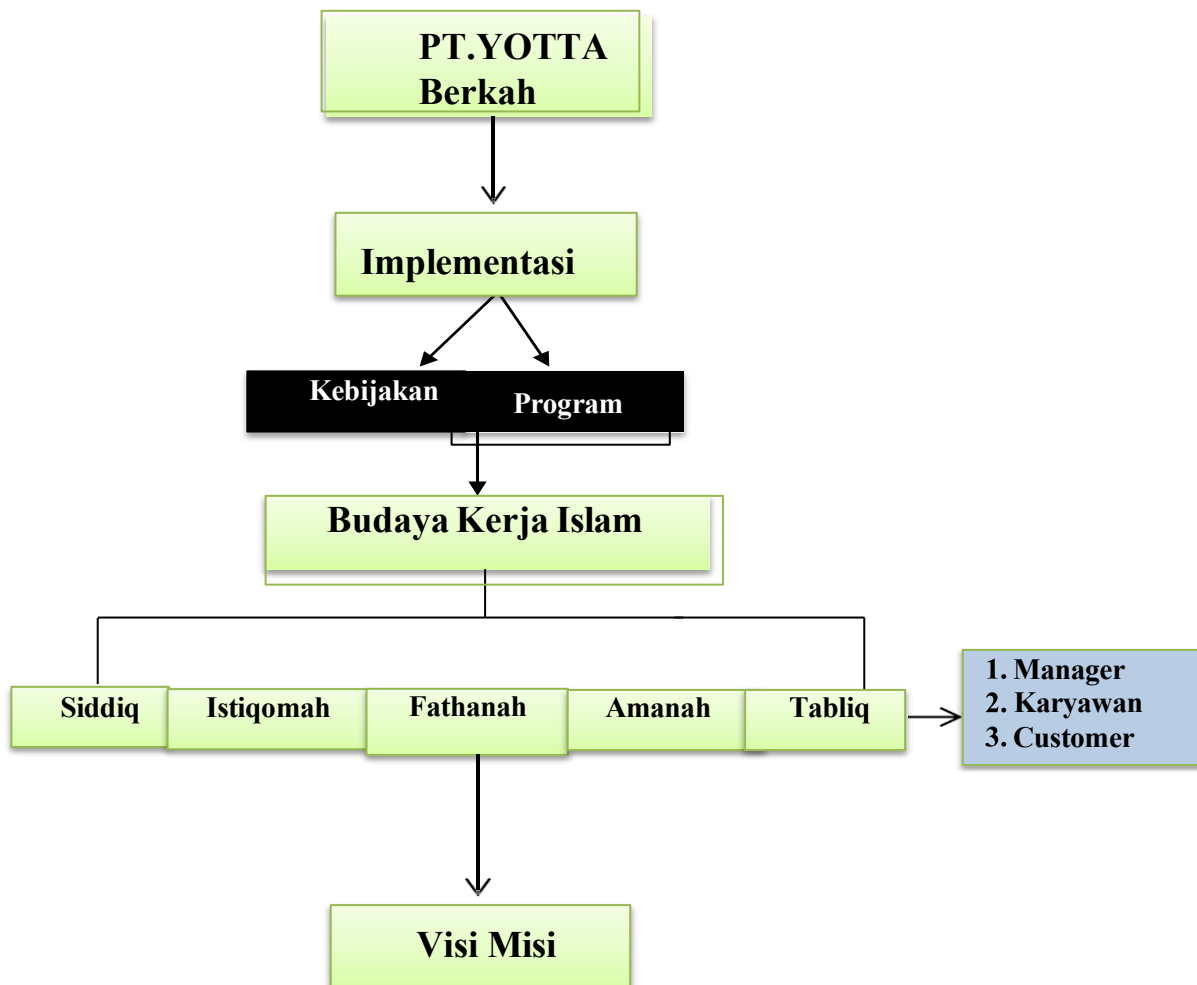 PT.YOTTA
Berkah
Implementasi
Kebijakan
Program
Budaya Kerja Islam
Siddiq
Istiqomah
Fathanah
Amanah
Tabliq
1. Manager
2. Karyawan
3. Customer
Visi Misi